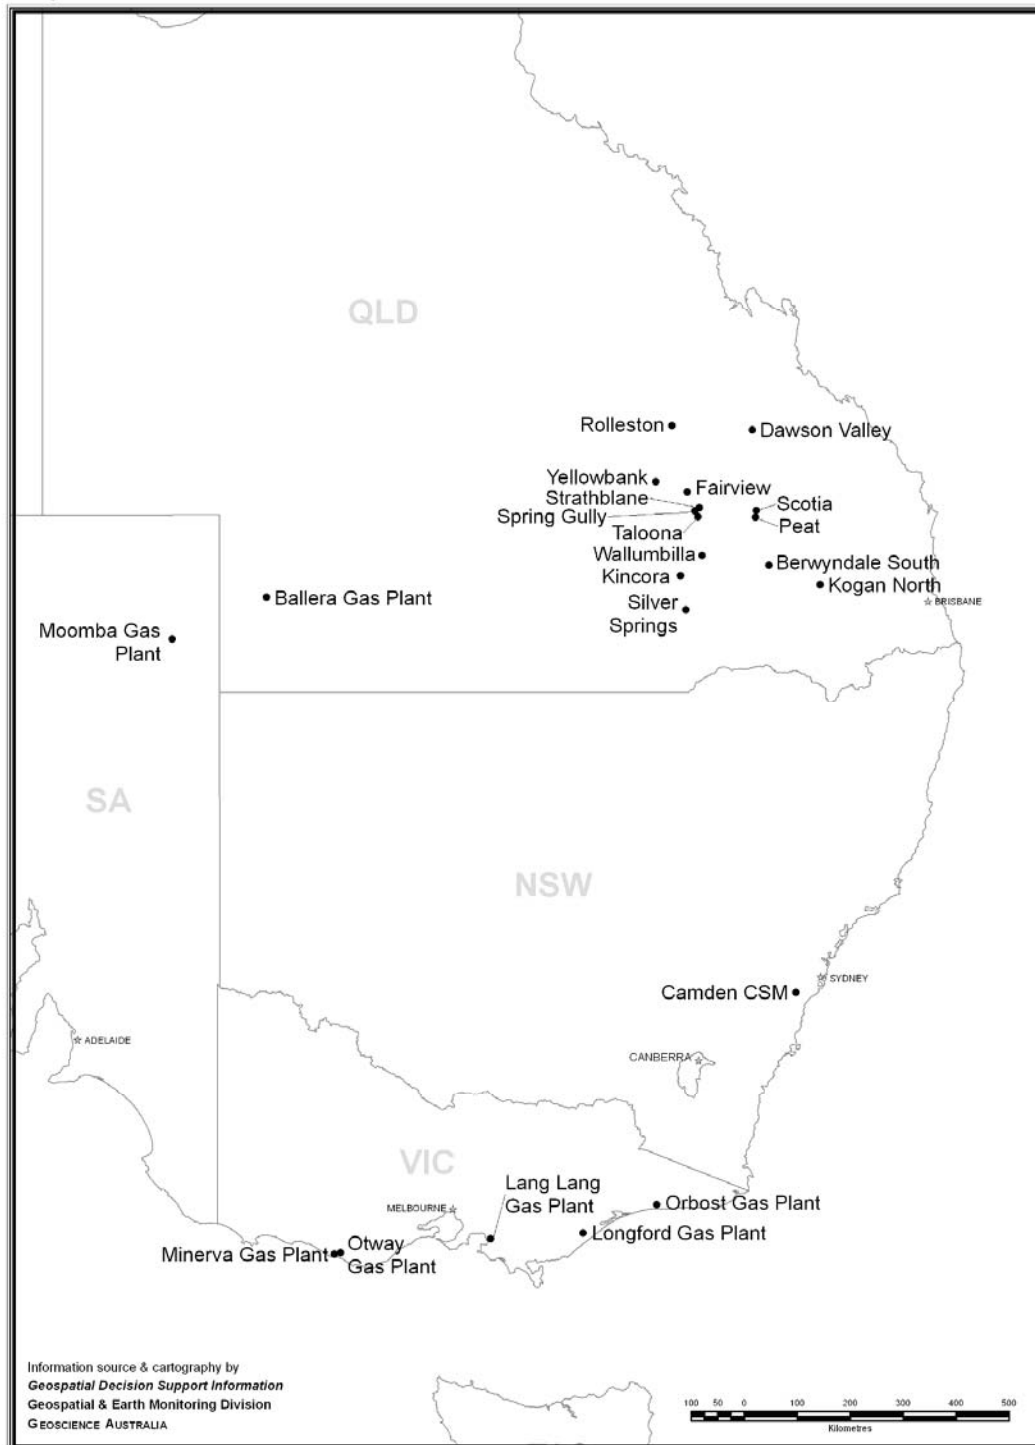 QLD
Rolleston
Dawson Valley
Yellowbank
Fairview
Strathblane
Scotia
Spring Gully
Peat
Taloona
Wallumbilla
Berwyndale South
Kincora
Kogan North
Ballera Gas Plant
Silver
Springs
BRISBANE
Moomba Gas
Plant
SA
NSW
SYDNEY
Camden CSM
ADELAIDE
CANBERRA
VIC
Lang Lang
Gas Plant
MELBOURNE
Orbost Gas Plant
Longford Gas Plant
Minerva Gas Plant
Otway
Gas Plant
Information source & cartography by
Geospatial Decision Support Information
Geospatial & Earth Monitoring Division
GEOSCIENCE AUSTRALIA
100 50 0 100 200 300 400 500
Kilometres